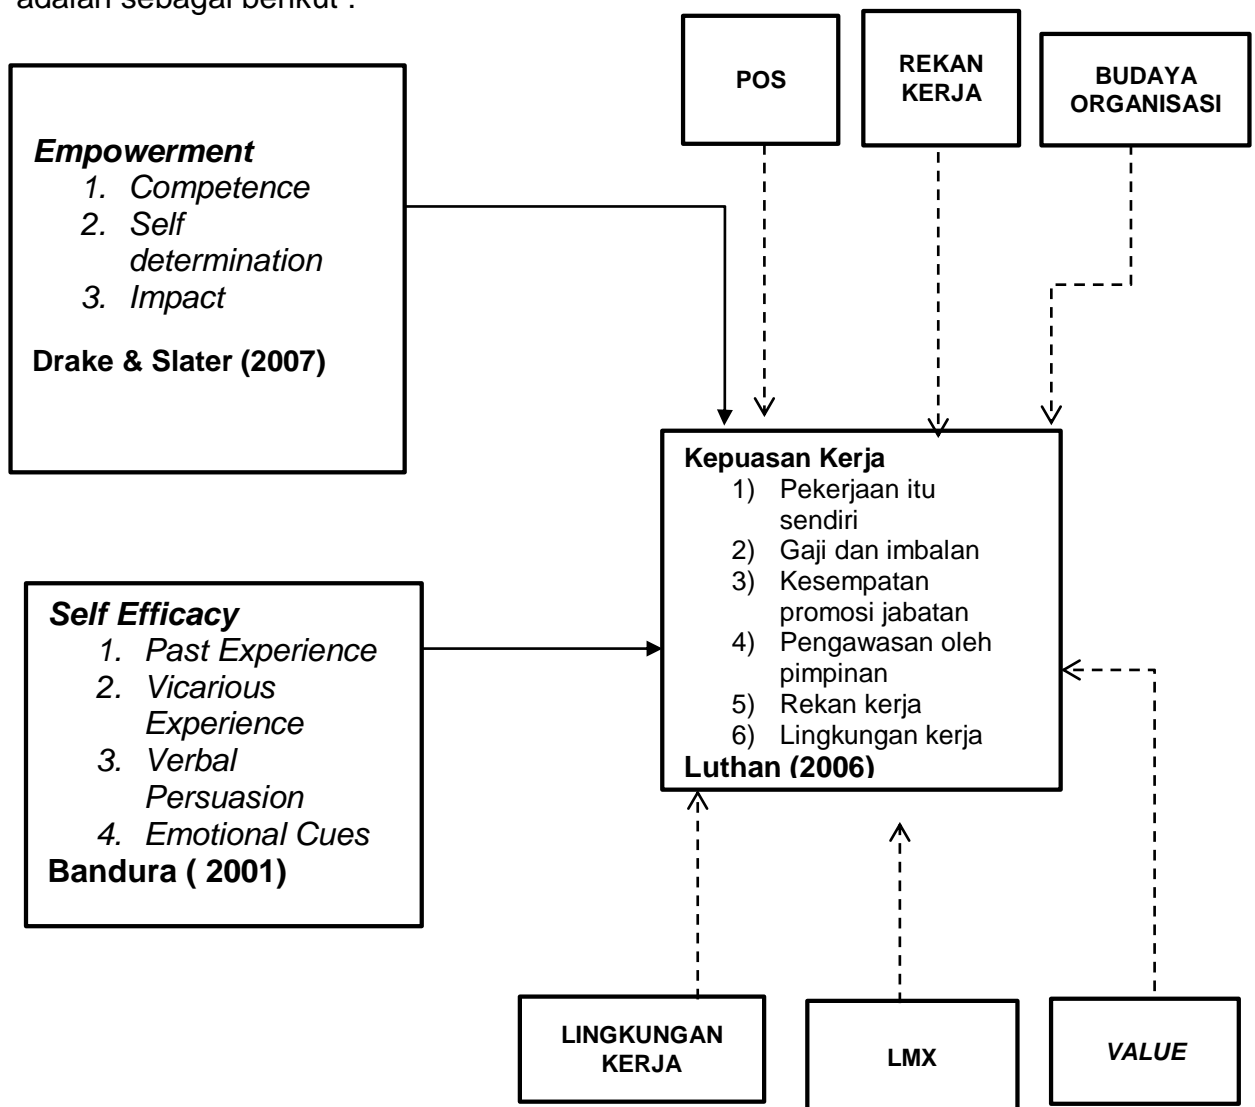 adalah sebagai berikut :
POS
REKAN
KERJA
BUDAYA
ORGANISASI
Empowerment
1. Competence
2. Self
determination
3. Impact
Drake & Slater (2007)
Kepuasan Kerja
1) Pekerjaan itu
sendiri
2) Gaji dan imbalan
3) Kesempatan
promosi jabatan
4) Pengawasan oleh
pimpinan
5) Rekan kerja
6) Lingkungan kerja
Luthan (2006)
Self Efficacy
1. Past Experience
2. Vicarious
Experience
3. Verbal
Persuasion
4. Emotional Cues
Bandura ( 2001)
LINGKUNGAN
KERJA
LMX
VALUE